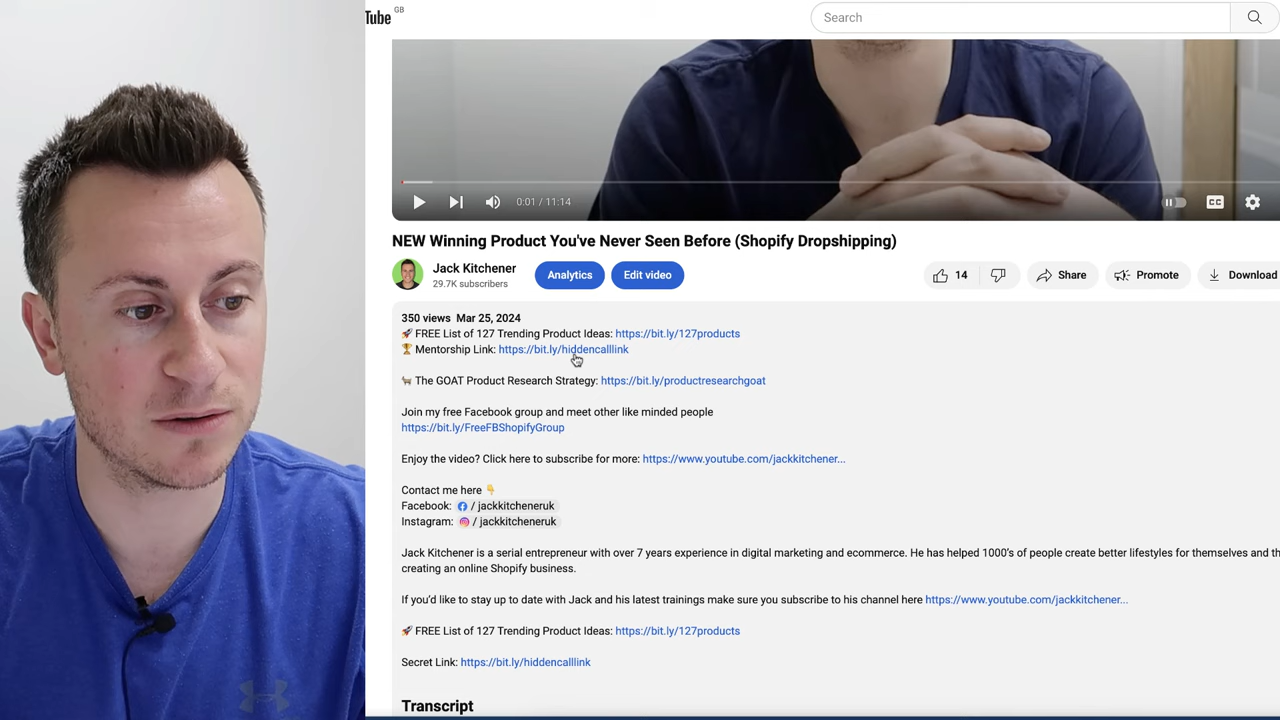 Tube GB
Search
0:01 / 11:14
CC
NEW Winning Product You've Never Seen Before (Shopify Dropshipping)
Jack Kitchener
29.7K subscribers
Analytics
Edit video
14
Share
Promote
Download
350 views Mar 25, 2024
🚀 FREE List of 127 Trending Product Ideas: https://bit.ly/127products
🏆 Mentorship Link: https://bit.ly/hiddencalllink
🐐 The GOAT Product Research Strategy: https://bit.ly/productresearchgoat
Join my free Facebook group and meet other like minded people
https://bit.ly/FreeFBShopifyGroup
Enjoy the video? Click here to subscribe for more: https://www.youtube.com/jackkitchener...
Contact me here 👇
Facebook: / jackkitcheneruk
Instagram: / jackkitcheneruk
Jack Kitchener is a serial entrepreneur with over 7 years experience in digital marketing and ecommerce. He has helped 1000's of people create better lifestyles for themselves and th
creating an online Shopify business.
If you'd like to stay up to date with Jack and his latest trainings make sure you subscribe to his channel here https://www.youtube.com/jackkitchener...
🚀 FREE List of 127 Trending Product Ideas: https://bit.ly/127products
Secret Link: https://bit.ly/hiddencalllink
Transcript